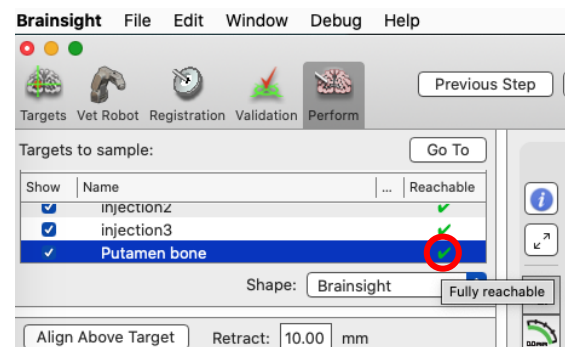 Brainsight File Edit Window Debug Help
Previous Step
Targets Vet Robot Registration Validation Perform
Targets to sample: Go To
Show Name ... Reachable
injection2
injection3
Putamen bone
Shape: Brainsight
Fully reachable
Align Above Target Retract: 10.00 mm